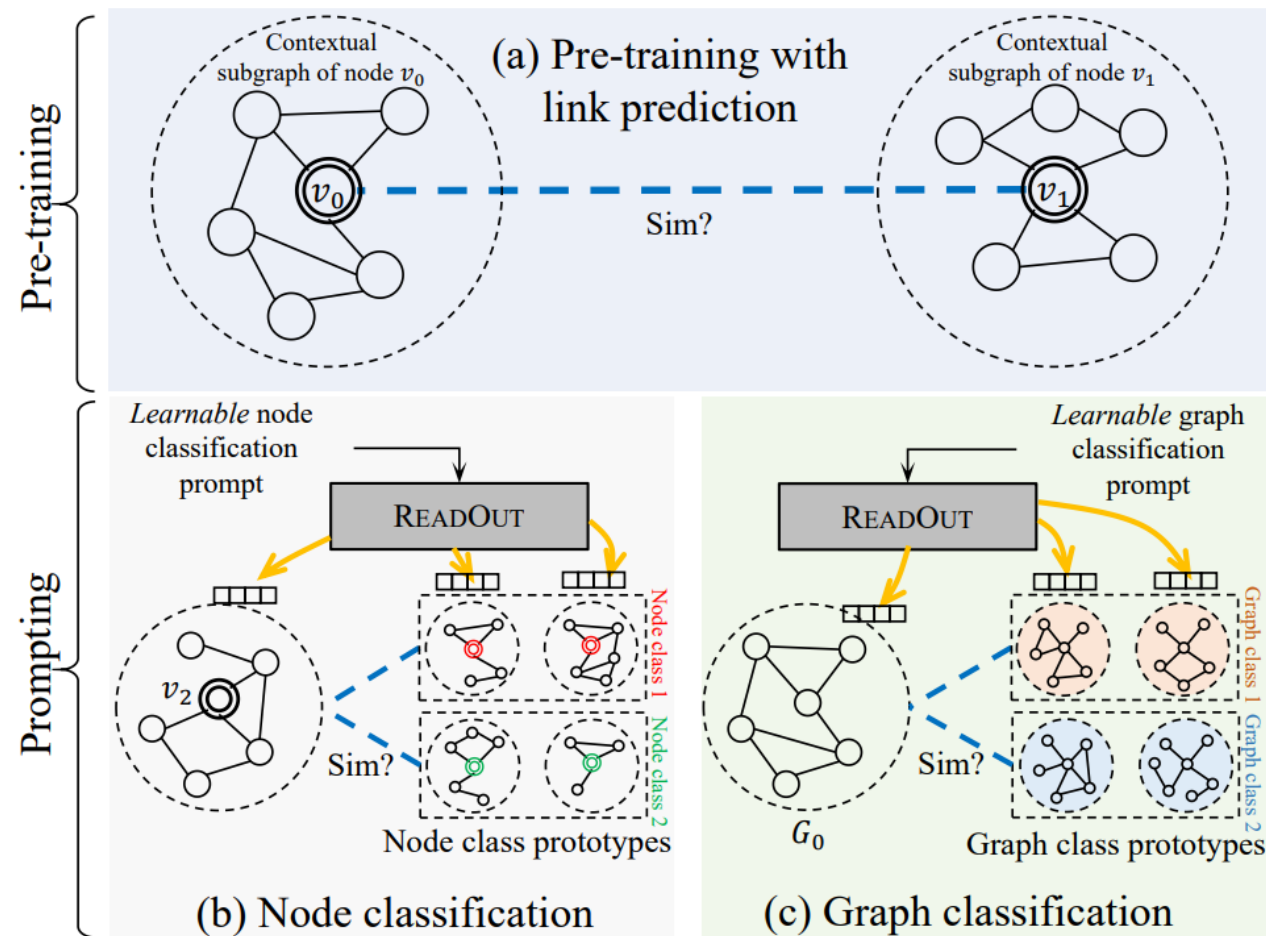 Pre-training
Contextual
subgraph of node v₀
(a) Pre-training with
link prediction
Contextual
subgraph of node v₁
v₀
v₁
Sim?
Prompting
Learnable node
classification
prompt
READOUT
v₂
Sim?
Node class 1
Node class 2
Node class prototypes
(b) Node classification
Learnable graph
classification
prompt
READOUT
G₀
Sim?
Graph class 1
Graph class 2
Graph class prototypes
(c) Graph classification